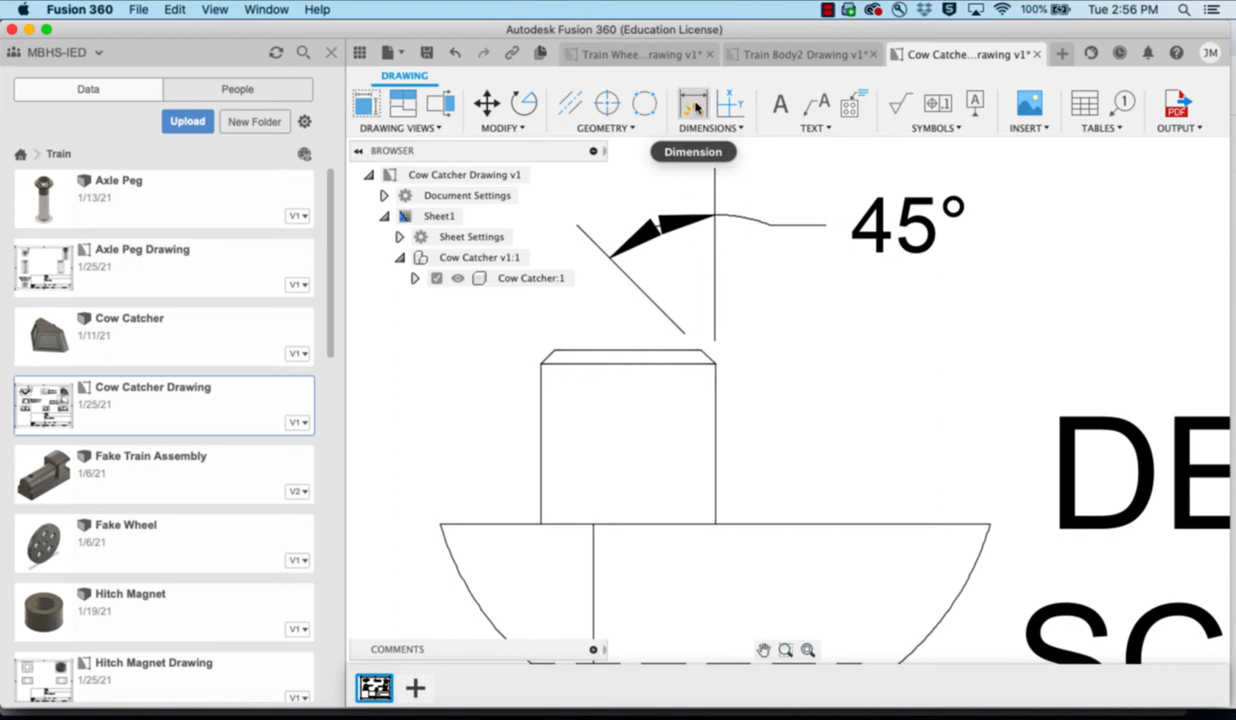 Fusion 360 File Edit View Window Help 100% Tue 2:56 PM
Autodesk Fusion 360 (Education License)
MBHS-IED
Train Whee...rawing v1*
Train Body2 Drawing v1*
Cow Catche...rawing v1*
JM
Data People
Upload New Folder
Train
Axle Peg
1/13/21
V1
Axle Peg Drawing
1/25/21
V1
Cow Catcher
1/11/21
V1
Cow Catcher Drawing
1/25/21
V1
Fake Train Assembly
1/6/21
V2
Fake Wheel
1/6/21
V1
Hitch Magnet
1/19/21
V1
Hitch Magnet Drawing
1/25/21
V1
DRAWING
DRAWING VIEWS MODIFY GEOMETRY DIMENSIONS TEXT SYMBOLS INSERT TABLES OUTPUT
PDF
Dimension
BROWSER
Cow Catcher Drawing v1
Document Settings
Sheet1
Sheet Settings
Cow Catcher v1:1
Cow Catcher:1
45°
DE
SC
COMMENTS